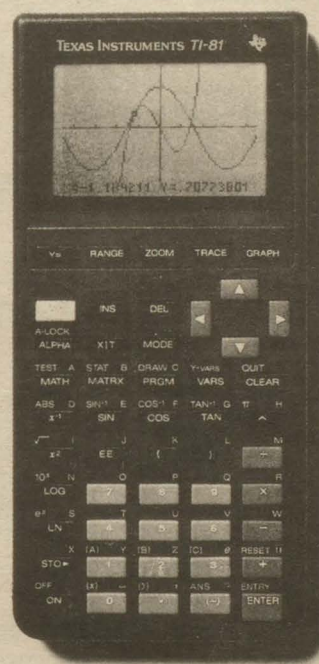 TEXAS INSTRUMENTS TI-81
Y= RANGE ZOOM TRACE GRAPH
INS DEL
A-LOCK
ALPHA X|T MODE
TEST A STAT B DRAW C Y-VARS QUIT
MATH MATRX PRGM VARS CLEAR
ABS D SIN-1 E COS-1 F TAN-1 G π H
x-1 SIN COS TAN ^
√ I J K L M
x2 EE ( ) ÷
10x N O P Q R
LOG 7 8 9 ×
ex S T U V W
LN 4 5 6 −
X {A} Y {B} Z {C} θ RESET
STO► 1 2 3 +
OFF ANS ENTRY
ON 0 . (−) ENTER